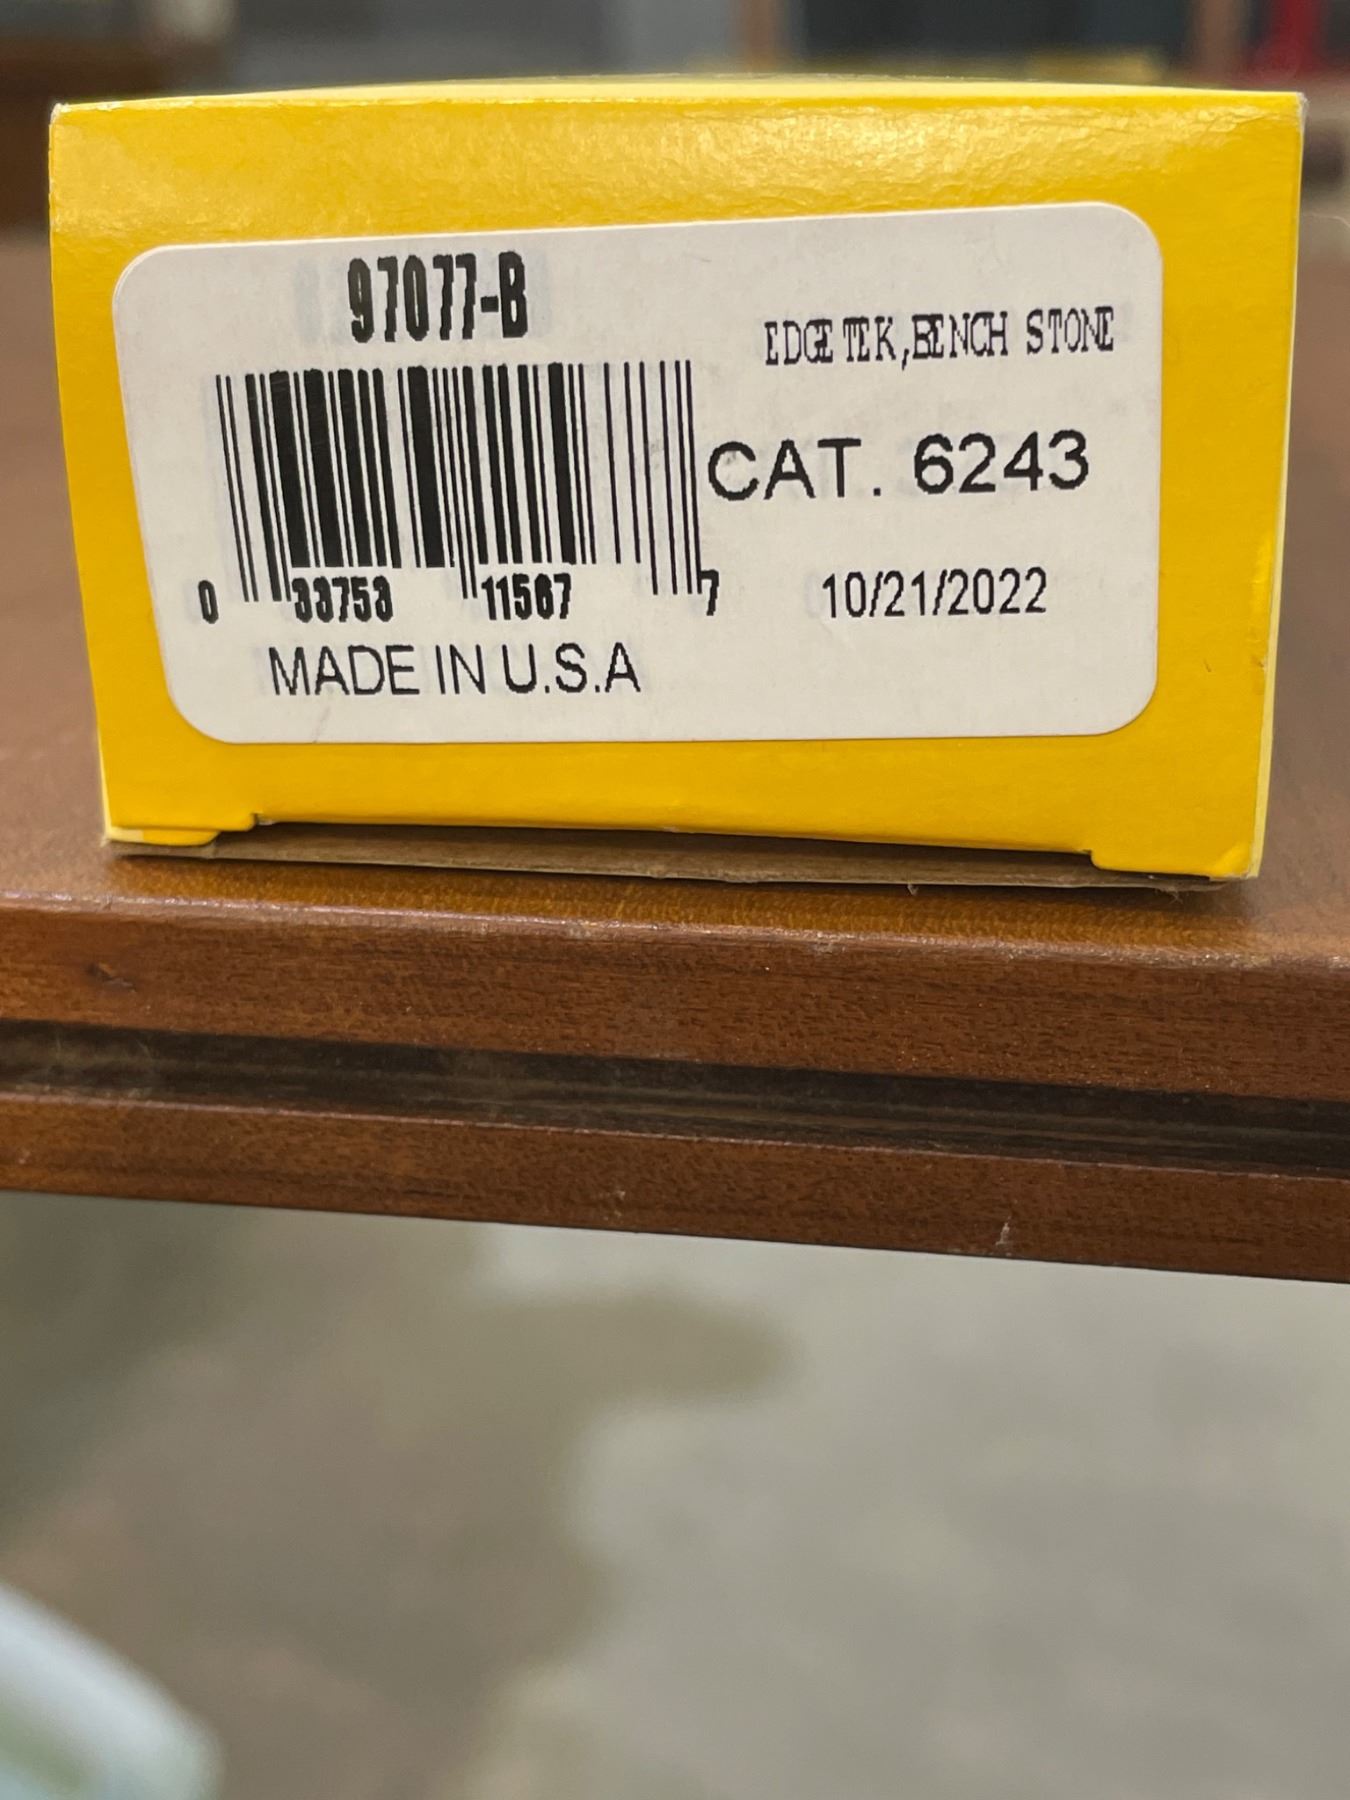 97077-B
EDGE TEK,BENCH STONE
CAT. 6243
0 33753 11567 7
10/21/2022
MADE IN U.S.A